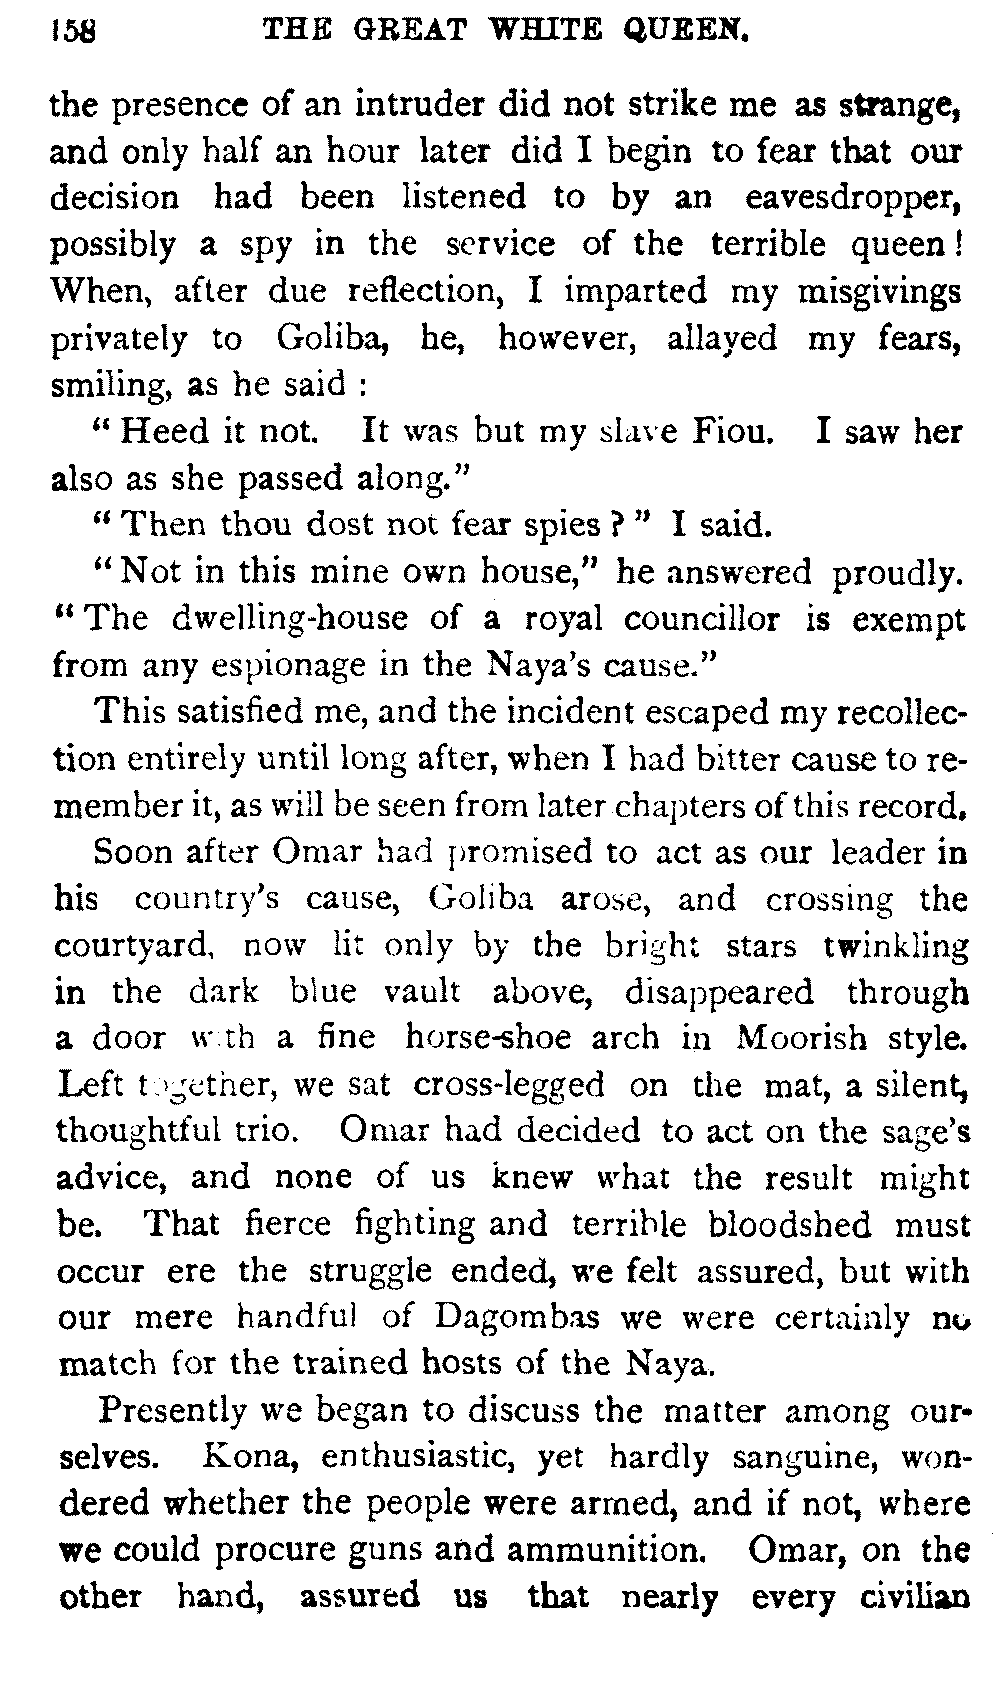 158 THE GREAT WHITE QUEEN.
the presence of an intruder did not strike me as strange,
and only half an hour later did I begin to fear that our
decision had been listened to by an eavesdropper,
possibly a spy in the service of the terrible queen !
When, after due reflection, I imparted my misgivings
privately to Goliba, he, however, allayed my fears,
smiling, as he said :
“ Heed it not. It was but my slave Fiou. I saw her
also as she passed along.”
“ Then thou dost not fear spies ? ” I said.
“ Not in this mine own house,” he answered proudly.
“ The dwelling-house of a royal councillor is exempt
from any espionage in the Naya’s cause.”
This satisfied me, and the incident escaped my recollec-
tion entirely until long after, when I had bitter cause to re-
member it, as will be seen from later chapters of this record.
Soon after Omar had promised to act as our leader in
his country’s cause, Goliba arose, and crossing the
courtyard, now lit only by the bright stars twinkling
in the dark blue vault above, disappeared through
a door with a fine horse-shoe arch in Moorish style.
Left together, we sat cross-legged on the mat, a silent,
thoughtful trio. Omar had decided to act on the sage’s
advice, and none of us knew what the result might
be. That fierce fighting and terrible bloodshed must
occur ere the struggle ended, we felt assured, but with
our mere handful of Dagombas we were certainly no
match for the trained hosts of the Naya.
Presently we began to discuss the matter among our-
selves. Kona, enthusiastic, yet hardly sanguine, won-
dered whether the people were armed, and if not, where
we could procure guns and ammunition. Omar, on the
other hand, assured us that nearly every civilian